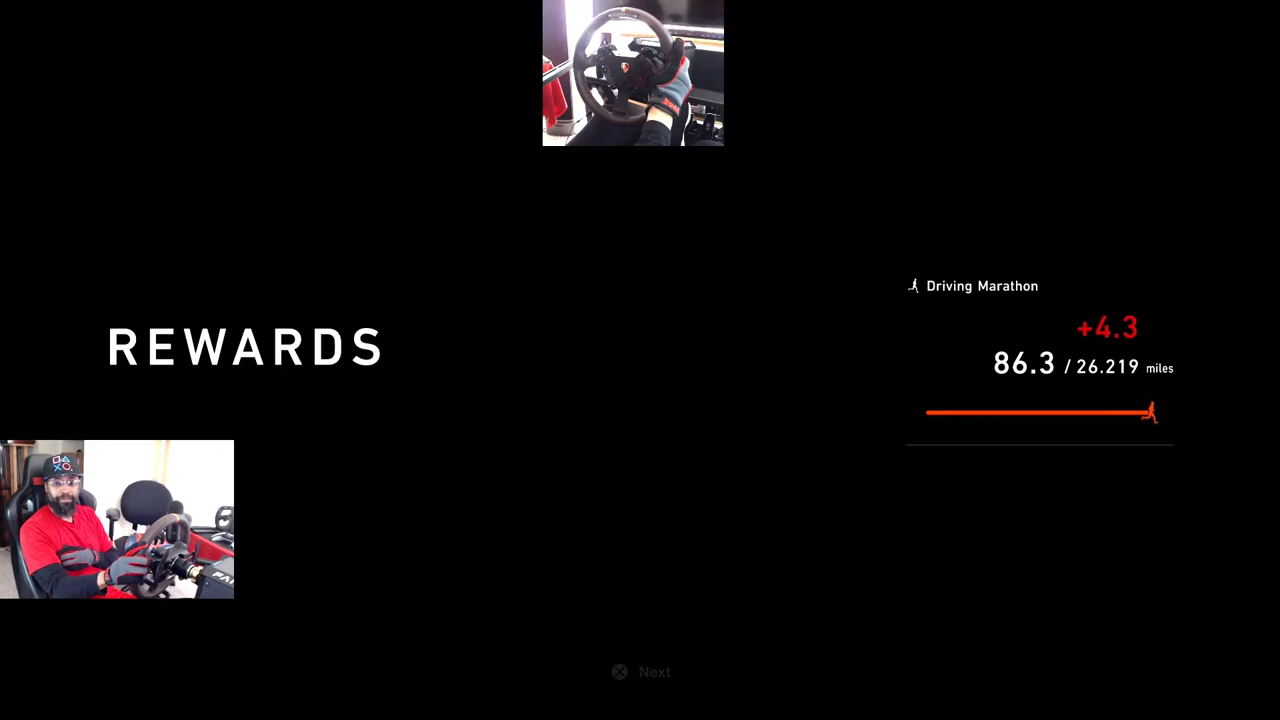 Driving Marathon
+4.3
REWARDS
86.3 / 26.219 miles
Next